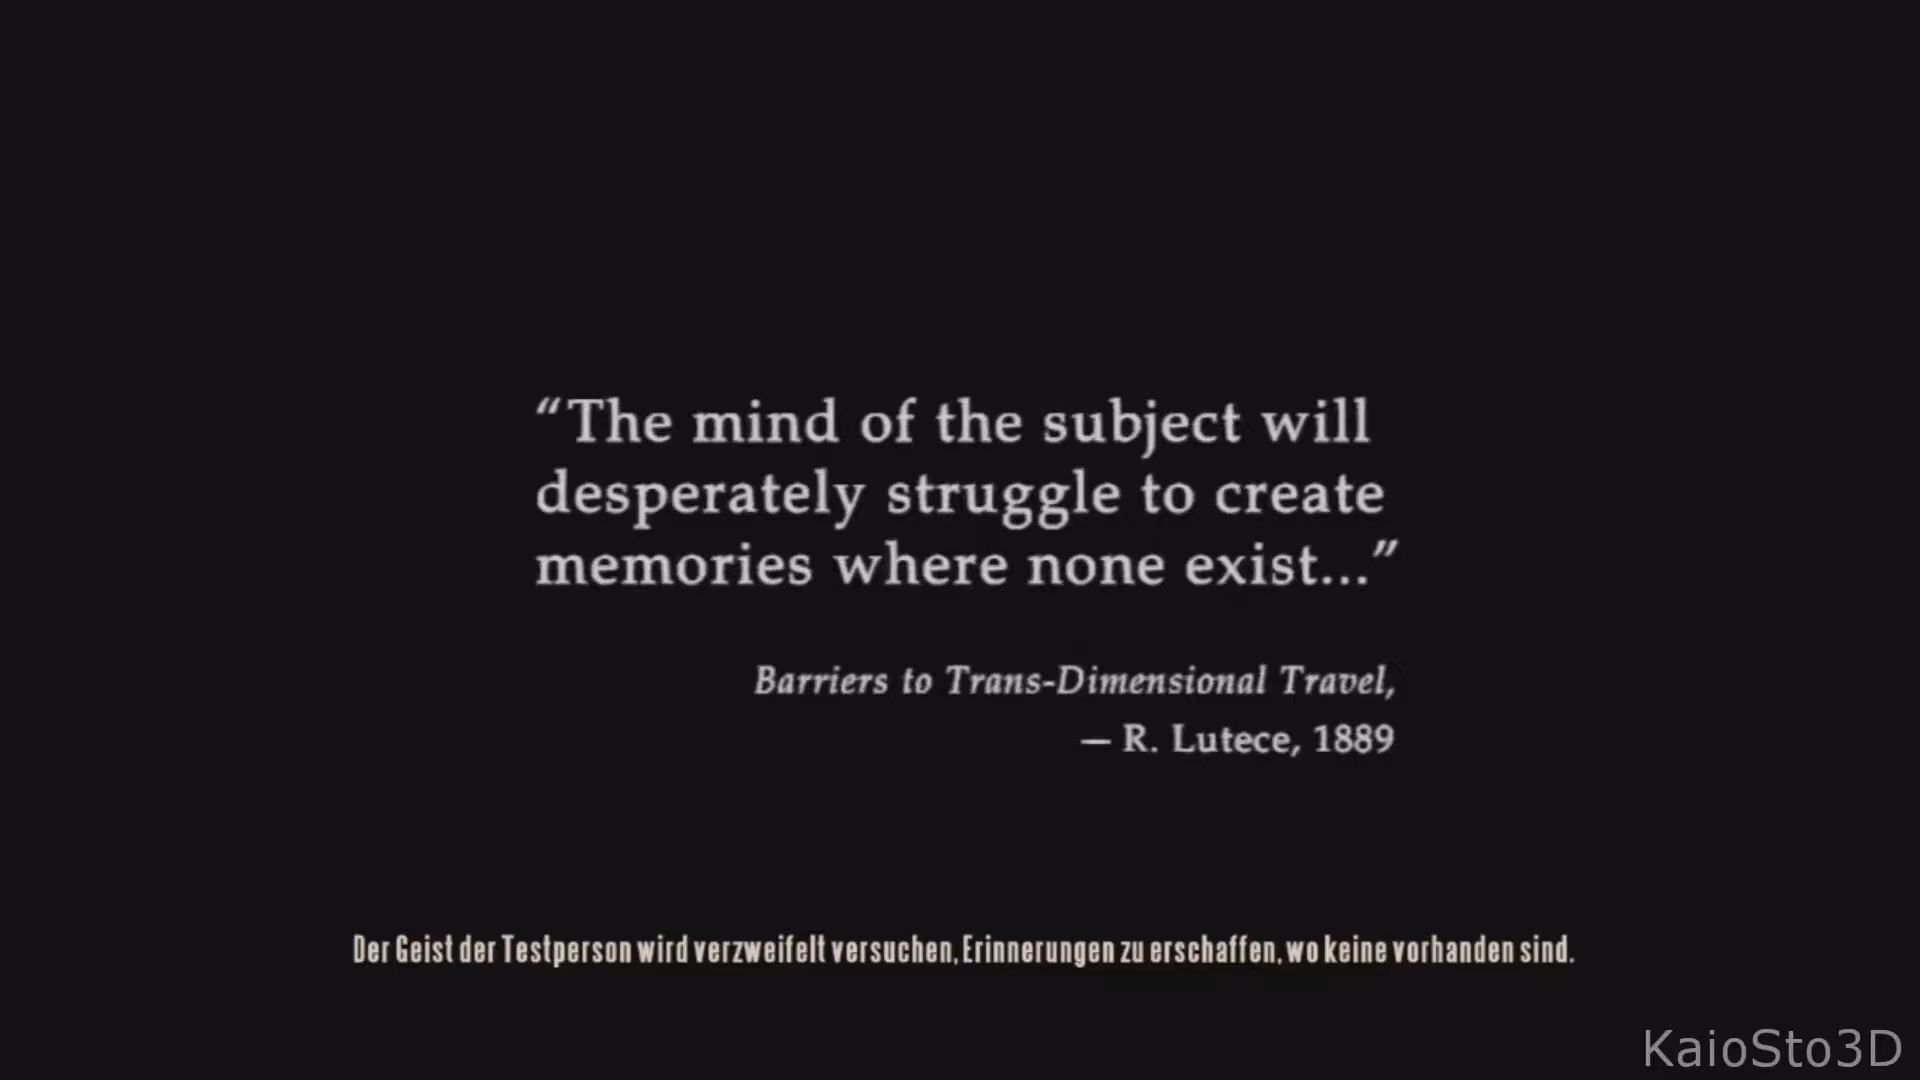 “The mind of the subject will
desperately struggle to create
memories where none exist...”
Barriers to Trans-Dimensional Travel,
— R. Lutece, 1889
Der Geist der Testperson wird verzweifelt versuchen, Erinnerungen zu erschaffen, wo keine vorhanden sind.
KaioSto3D